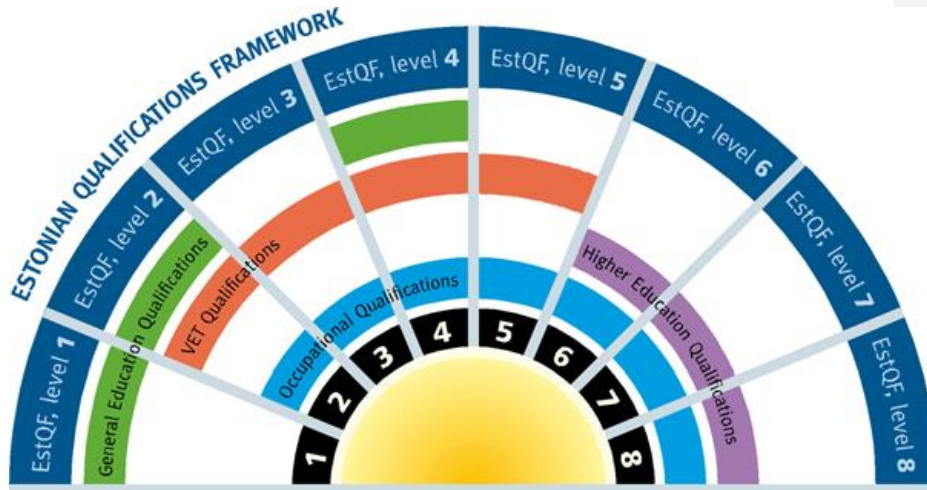 ESTONIAN QUALIFICATIONS FRAMEWORK
EstQF, level 1
EstQF, level 2
EstQF, level 3
EstQF, level 4
EstQF, level 5
EstQF, level 6
EstQF, level 7
EstQF, level 8
General Education Qualifications
VET Qualifications
Occupational Qualifications
Higher Education Qualifications
1
2
3
4
5
6
7
8